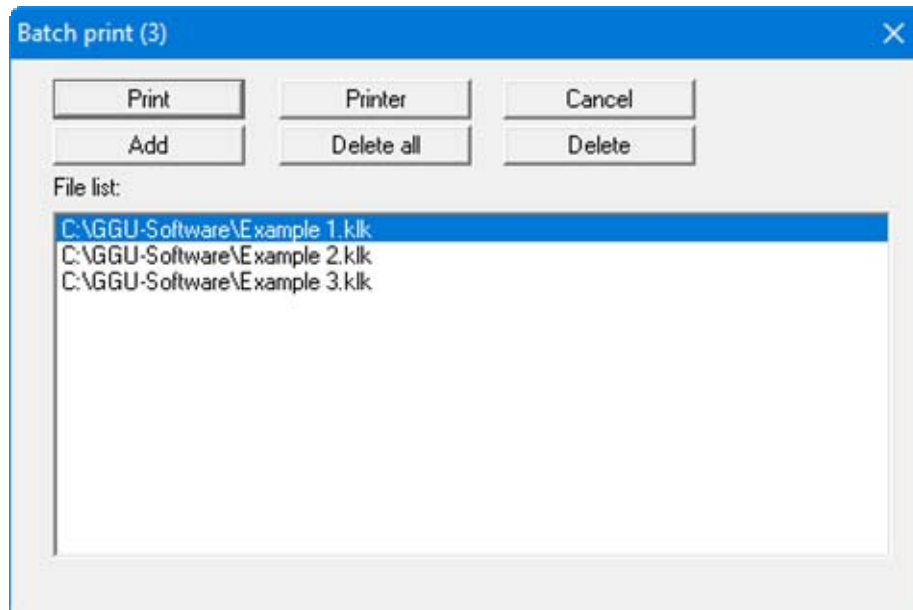 Batch print (3)
Print Printer Cancel
Add Delete all Delete
File list:
C:\GGU-Software\Example 1.klk
C:\GGU-Software\Example 2.klk
C:\GGU-Software\Example 3.klk